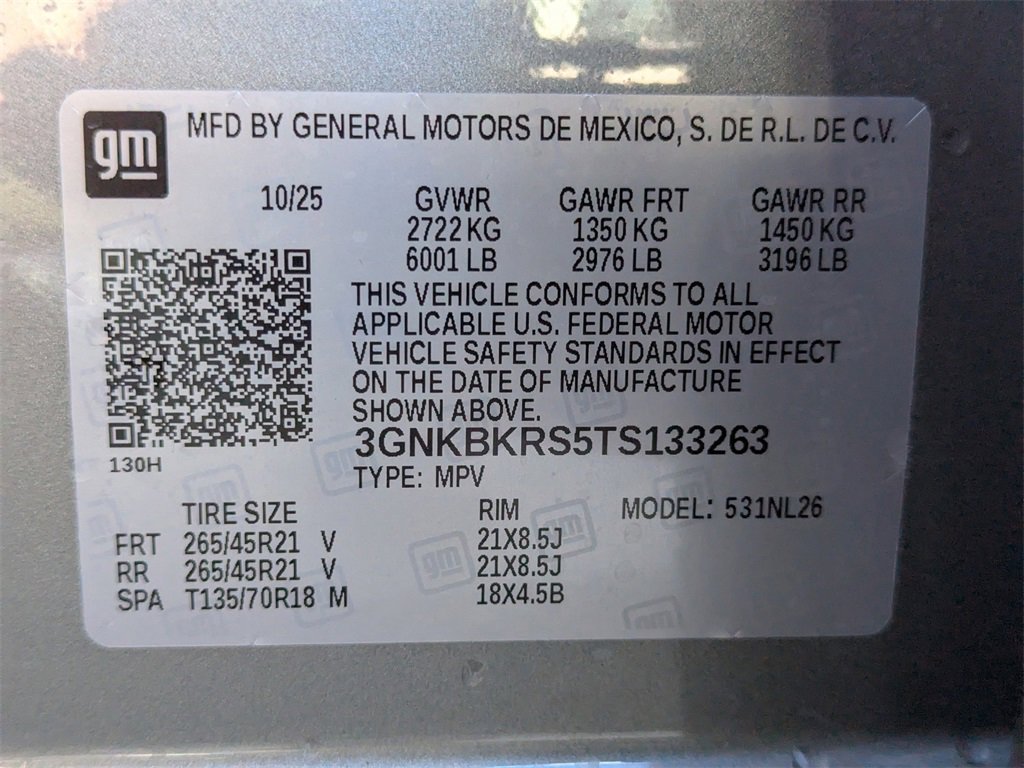 gm
MFD BY GENERAL MOTORS DE MEXICO, S. DE R.L. DE C.V.
10/25 GVWR GAWR FRT GAWR RR
2722 KG 1350 KG 1450 KG
6001 LB 2976 LB 3196 LB
THIS VEHICLE CONFORMS TO ALL
APPLICABLE U.S. FEDERAL MOTOR
VEHICLE SAFETY STANDARDS IN EFFECT
ON THE DATE OF MANUFACTURE
SHOWN ABOVE.
3GNKBKRS5TS133263
130H
TYPE: MPV
TIRE SIZE RIM MODEL: 531NL26
FRT 265/45R21 V 21X8.5J
RR 265/45R21 V 21X8.5J
SPA T135/70R18 M 18X4.5B